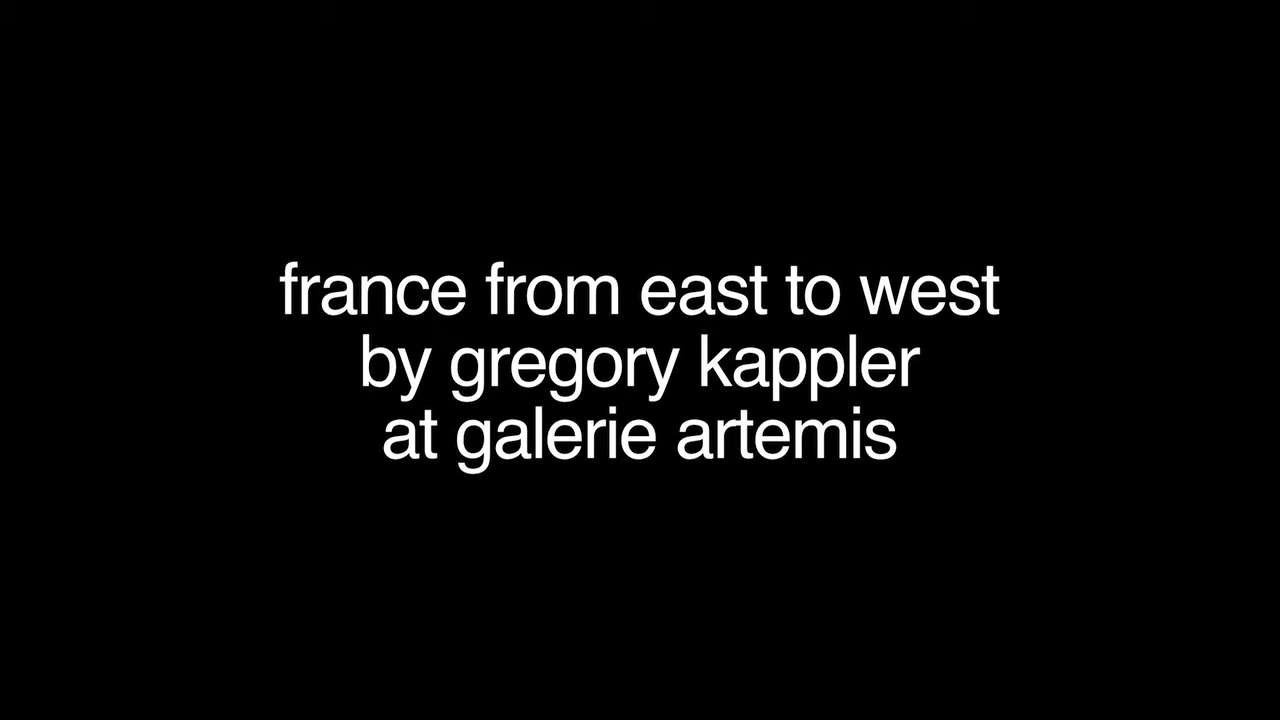 france from east to west
by gregory kappler
at galerie artemis